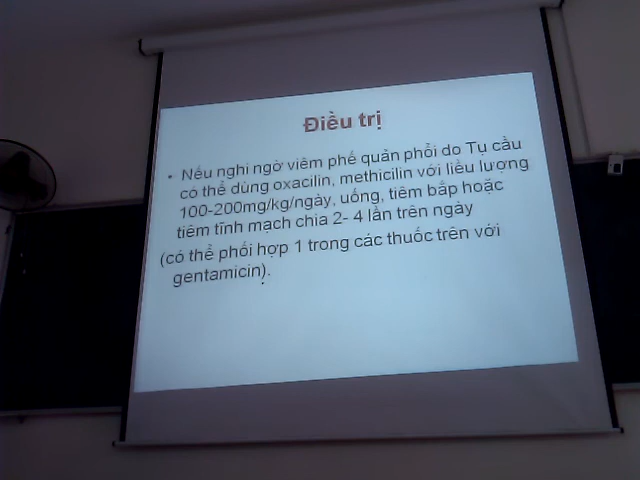 Điều trị
• Nếu nghi ngờ viêm phế quản phổi do Tụ cầu
có thể dùng oxacilin, methicilin với liều lượng
100-200mg/kg/ngày, uống, tiêm bắp hoặc
tiêm tĩnh mạch chia 2- 4 lần trên ngày
(có thể phối hợp 1 trong các thuốc trên với
gentamicin).